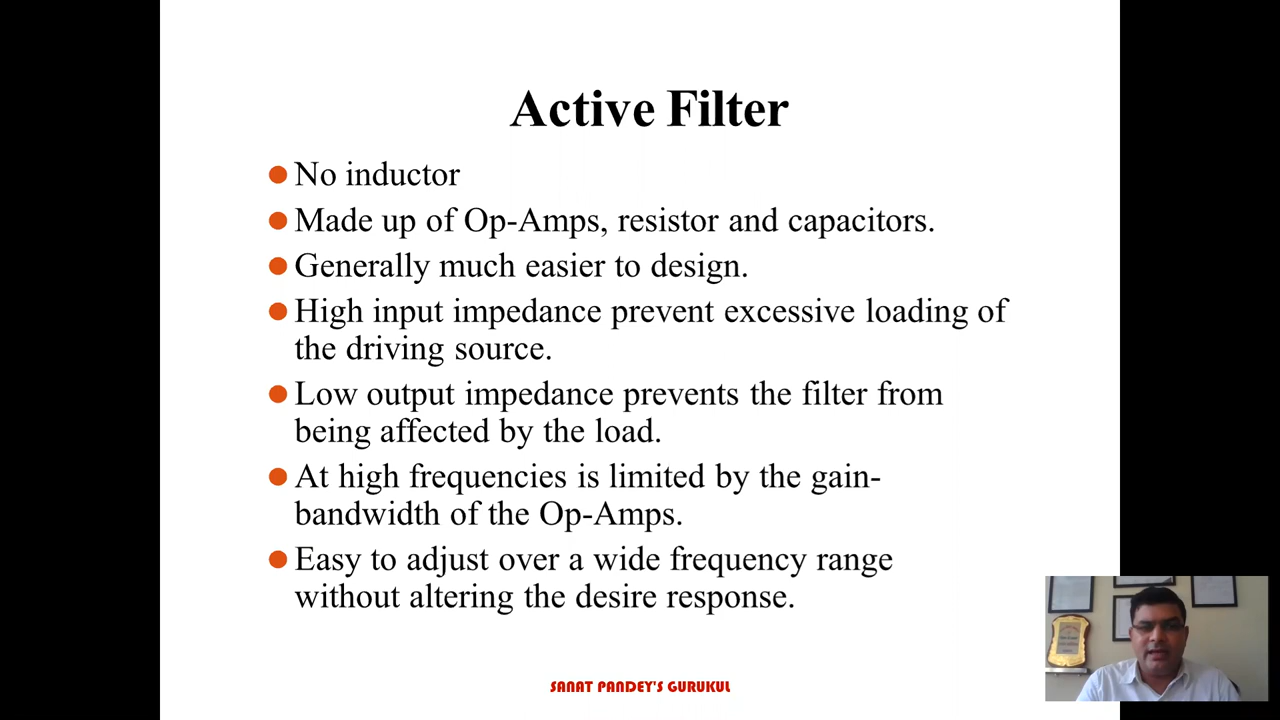 Active Filter
No inductor
Made up of Op-Amps, resistor and capacitors.
Generally much easier to design.
High input impedance prevent excessive loading of
the driving source.
Low output impedance prevents the filter from
being affected by the load.
At high frequencies is limited by the gain-
bandwidth of the Op-Amps.
Easy to adjust over a wide frequency range
without altering the desire response.
SANAT PANDEY'S GURUKUL